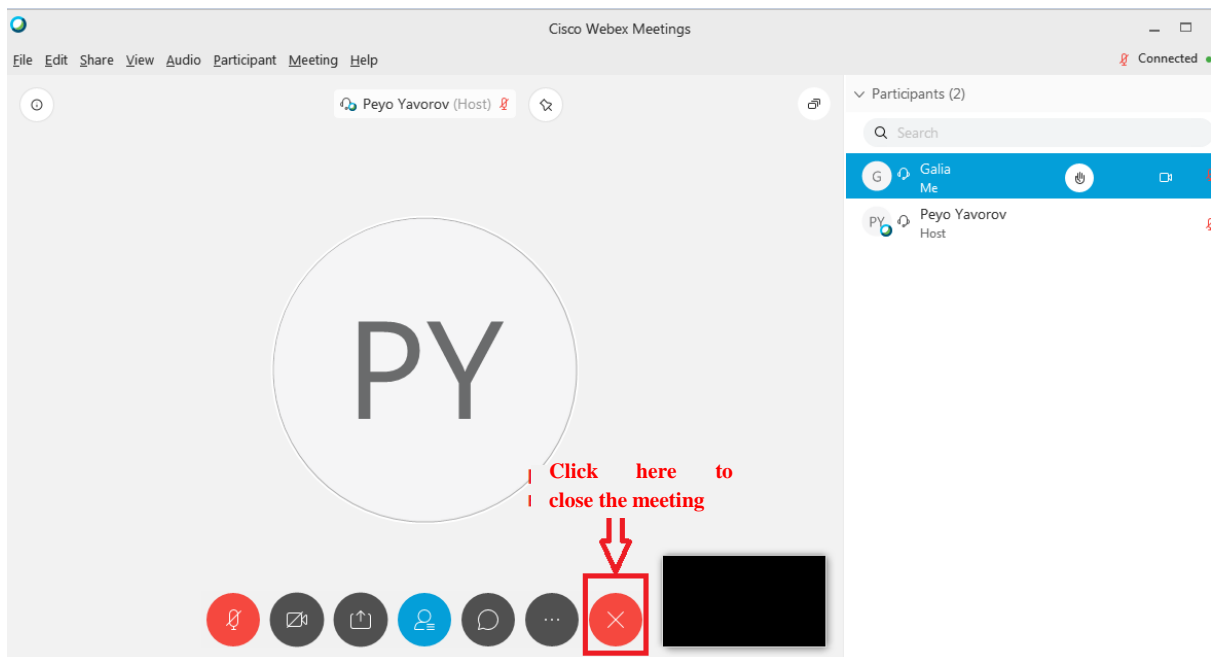 Cisco Webex Meetings
File Edit Share View Audio Participant Meeting Help
Connected
Peyo Yavorov (Host)
Participants (2)
Search
G
Galia
Me
PY
Peyo Yavorov
Host
PY
Click here to
close the meeting